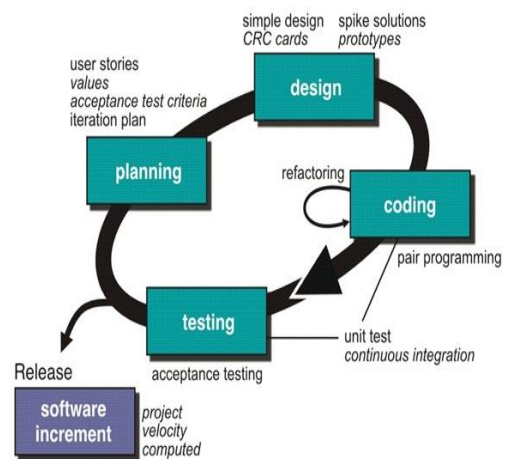 simple design
CRC cards
spike solutions
prototypes
design
user stories
values
acceptance test criteria
iteration plan
planning
refactoring
coding
pair programming
testing
unit test
continuous integration
acceptance testing
Release
software
increment
project
velocity
computed